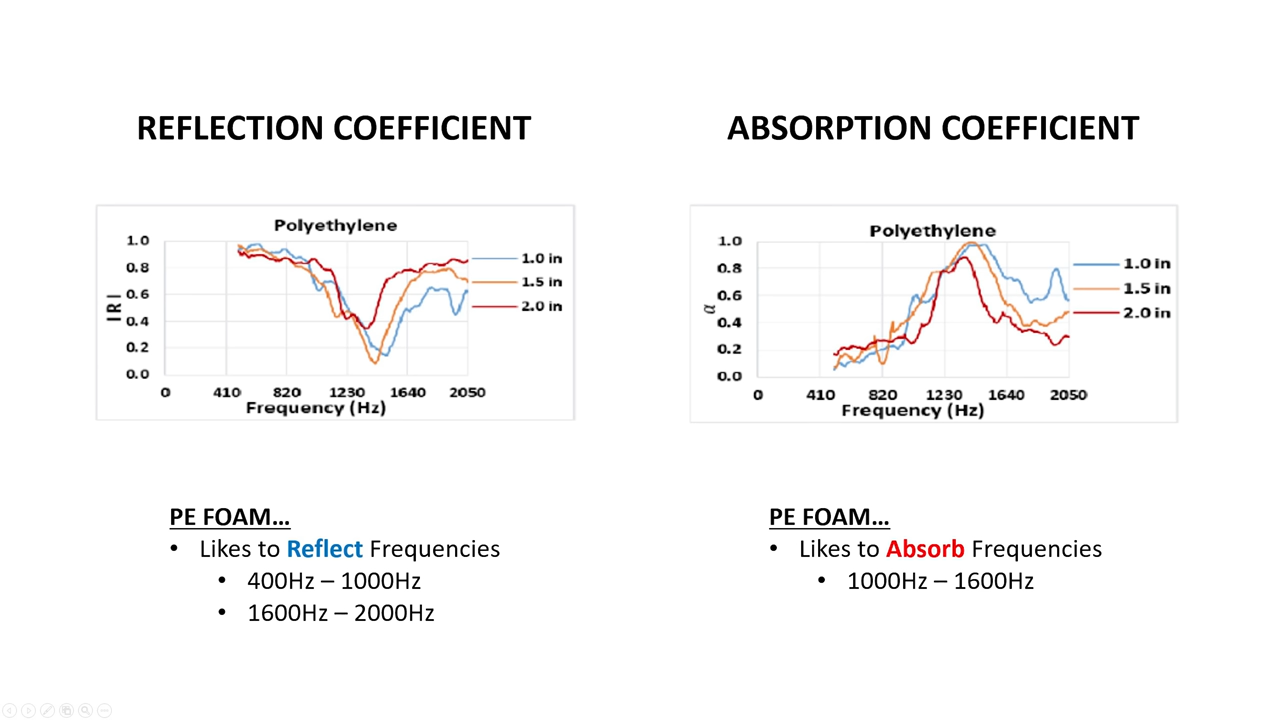 REFLECTION COEFFICIENT
ABSORPTION COEFFICIENT
Polyethylene
1.0
0.8
0.6
0.4
0.2
0.0
|R|
0 410 820 1230 1640 2050
Frequency (Hz)
1.0 in
1.5 in
2.0 in
Polyethylene
1.0
0.8
0.6
0.4
0.2
0.0
α
0 410 820 1230 1640 2050
Frequency (Hz)
1.0 in
1.5 in
2.0 in
PE FOAM...
• Likes to Reflect Frequencies
• 400Hz – 1000Hz
• 1600Hz – 2000Hz
PE FOAM...
• Likes to Absorb Frequencies
• 1000Hz – 1600Hz